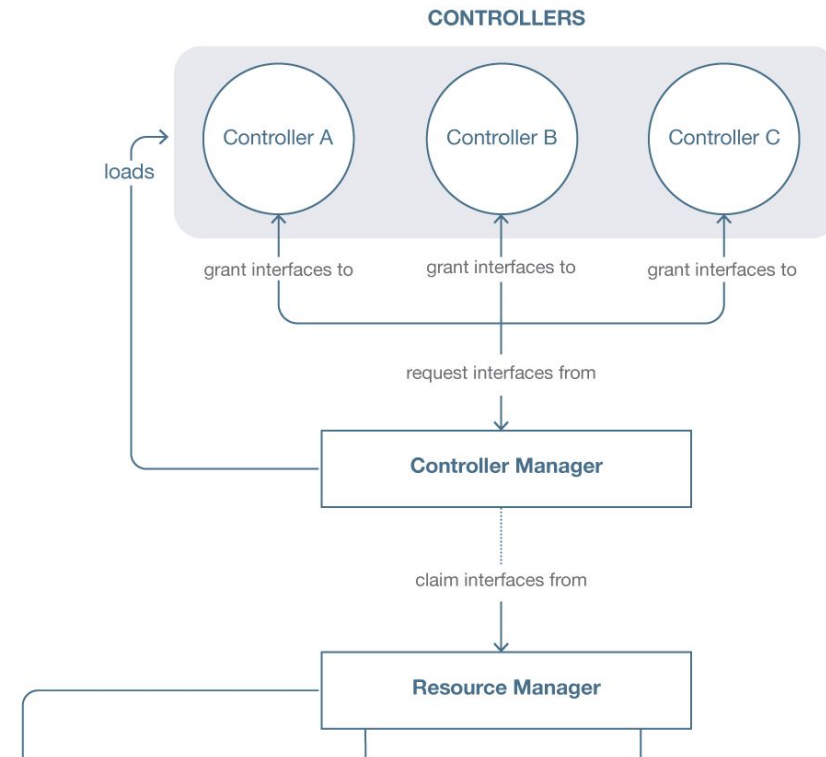 CONTROLLERS
Controller A
Controller B
Controller C
loads
grant interfaces to
grant interfaces to
grant interfaces to
request interfaces from
Controller Manager
claim interfaces from
Resource Manager